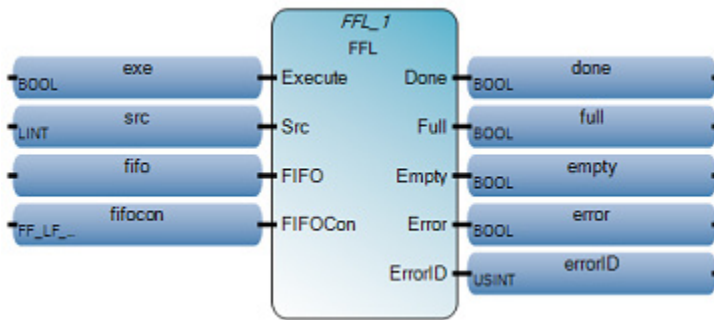 FFL_1
FFL
exe
BOOL
Execute
Done
done
BOOL
src
LINT
Src
Full
full
BOOL
fifo
FIFO
Empty
empty
BOOL
fifocon
FF_LF_...
FIFOCon
Error
error
BOOL
ErrorID
errorID
USINT